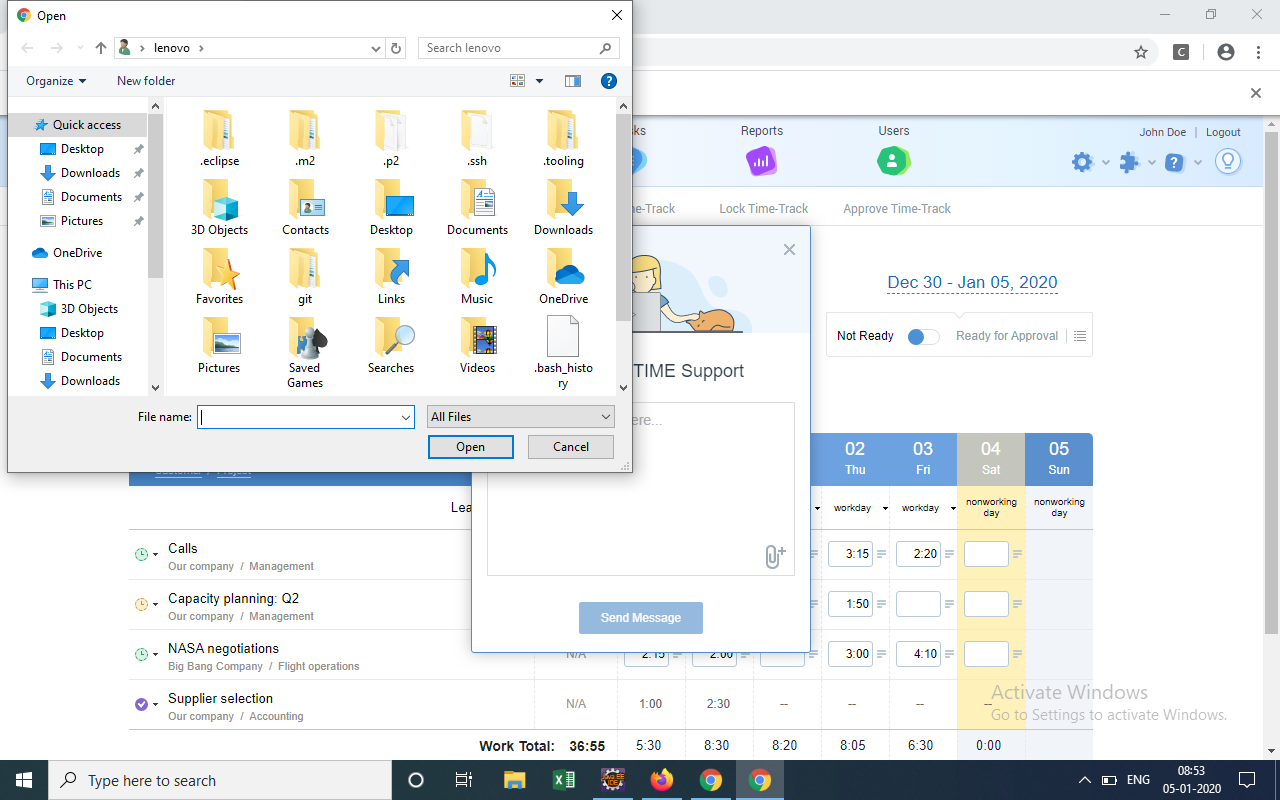 Open
lenovo
Search lenovo
Organize
New folder
Quick access
Desktop
Downloads
Documents
Pictures
OneDrive
This PC
3D Objects
Desktop
Documents
Downloads
.eclipse
.m2
.p2
.ssh
.tooling
3D Objects
Contacts
Desktop
Documents
Downloads
Favorites
git
Links
Music
OneDrive
Pictures
Saved
Games
Searches
Videos
.bash_histo
ry
File name:
All Files
Open
Cancel
C
ks
Reports
Users
John Doe | Logout
?
ne-Track
Lock Time-Track
Approve Time-Track
TIME Support
ere...
Send Message
Dec 30 - Jan 05, 2020
Not Ready
Ready for Approval
Customer / Project
02
Thu
03
Fri
04
Sat
05
Sun
Lea
workday
workday
nonworking
day
nonworking
day
Calls
Our company / Management
3:15
2:20
Capacity planning: Q2
Our company / Management
1:50
NASA negotiations
Big Bang Company / Flight operations
N/A
2:15
2:00
3:00
4:10
Supplier selection
Our company / Accounting
N/A
1:00
2:30
--
--
--
--
Work Total:
36:55
5:30
8:30
8:20
8:05
6:30
0:00
Activate Windows
Go to Settings to activate Windows.
Type here to search
ENG
08:53
05-01-2020